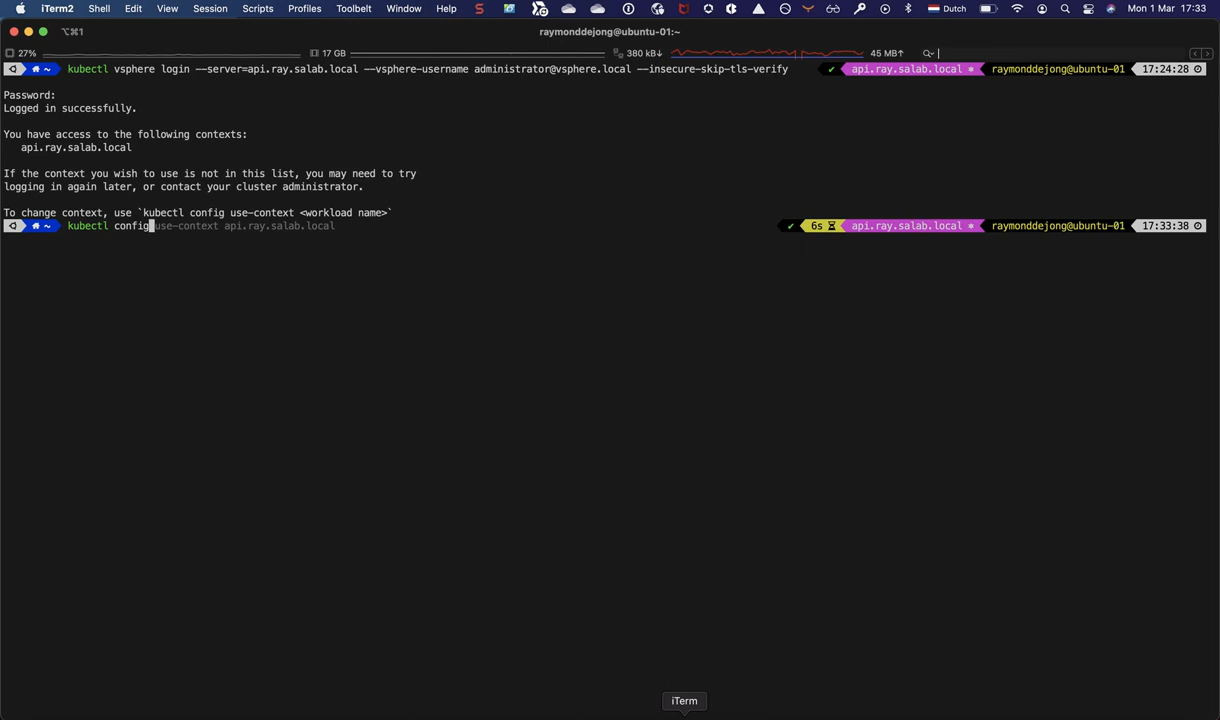 iTerm2 Shell Edit View Session Scripts Profiles Toolbelt Window Help Dutch Mon 1 Mar 17:33
⌥⌘1 raymonddejong@ubuntu-01:~
27% 17 GB 380 kB↓ 45 MB↑
~ kubectl vsphere login --server=api.ray.salab.local --vsphere-username administrator@vsphere.local --insecure-skip-tls-verify ✔ api.ray.salab.local ⎈ raymonddejong@ubuntu-01 17:24:28
Password:
Logged in successfully.
You have access to the following contexts:
api.ray.salab.local
If the context you wish to use is not in this list, you may need to try
logging in again later, or contact your cluster administrator.
To change context, use `kubectl config use-context <workload name>`
~ kubectl config use-context api.ray.salab.local ✔ 6s api.ray.salab.local ⎈ raymonddejong@ubuntu-01 17:33:38
iTerm